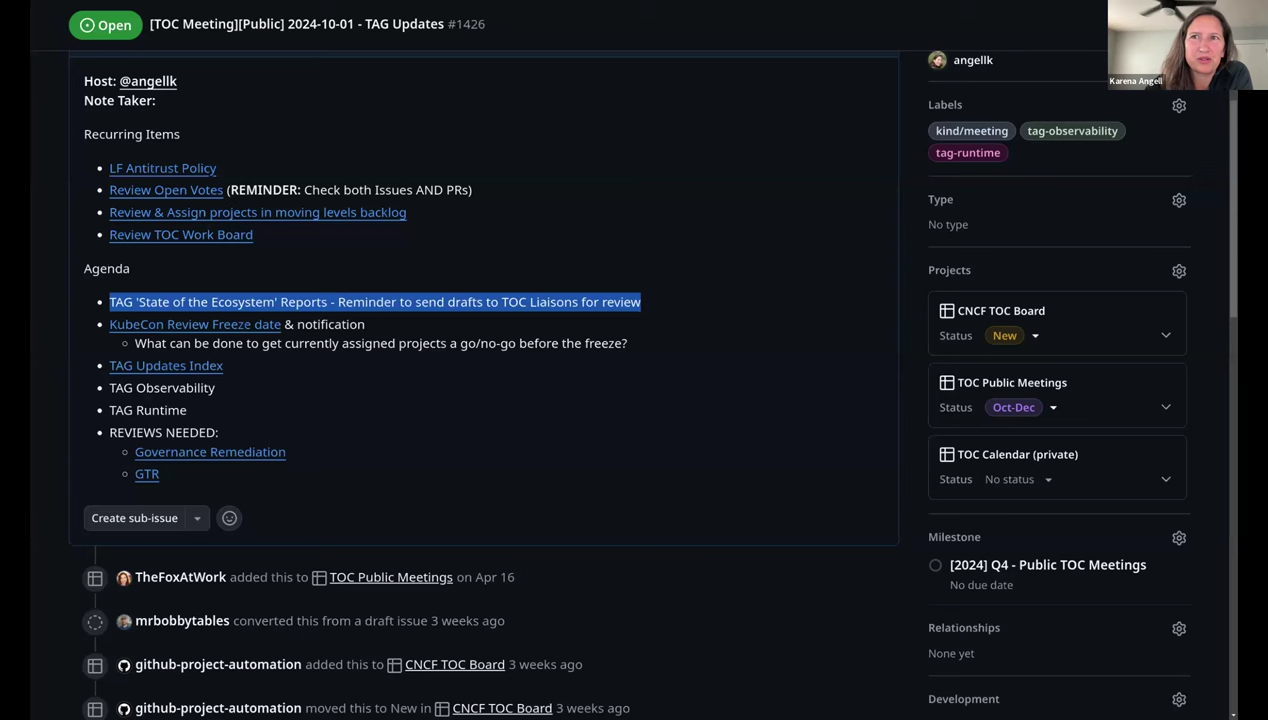 Open
[TOC Meeting][Public] 2024-10-01 - TAG Updates #1426
Karena Angell
Host: @angellk
Note Taker:
Recurring Items
LF Antitrust Policy
Review Open Votes (REMINDER: Check both Issues AND PRs)
Review & Assign projects in moving levels backlog
Review TOC Work Board
Agenda
TAG 'State of the Ecosystem' Reports - Reminder to send drafts to TOC Liaisons for review
KubeCon Review Freeze date & notification
What can be done to get currently assigned projects a go/no-go before the freeze?
TAG Updates Index
TAG Observability
TAG Runtime
REVIEWS NEEDED:
Governance Remediation
GTR
Create sub-issue
TheFoxAtWork added this to TOC Public Meetings on Apr 16
mrbobbytables converted this from a draft issue 3 weeks ago
github-project-automation added this to CNCF TOC Board 3 weeks ago
github-project-automation moved this to New in CNCF TOC Board 3 weeks ago
angellk
Labels
kind/meeting tag-observability
tag-runtime
Type
No type
Projects
CNCF TOC Board
Status New
TOC Public Meetings
Status Oct-Dec
TOC Calendar (private)
Status No status
Milestone
[2024] Q4 - Public TOC Meetings
No due date
Relationships
None yet
Development